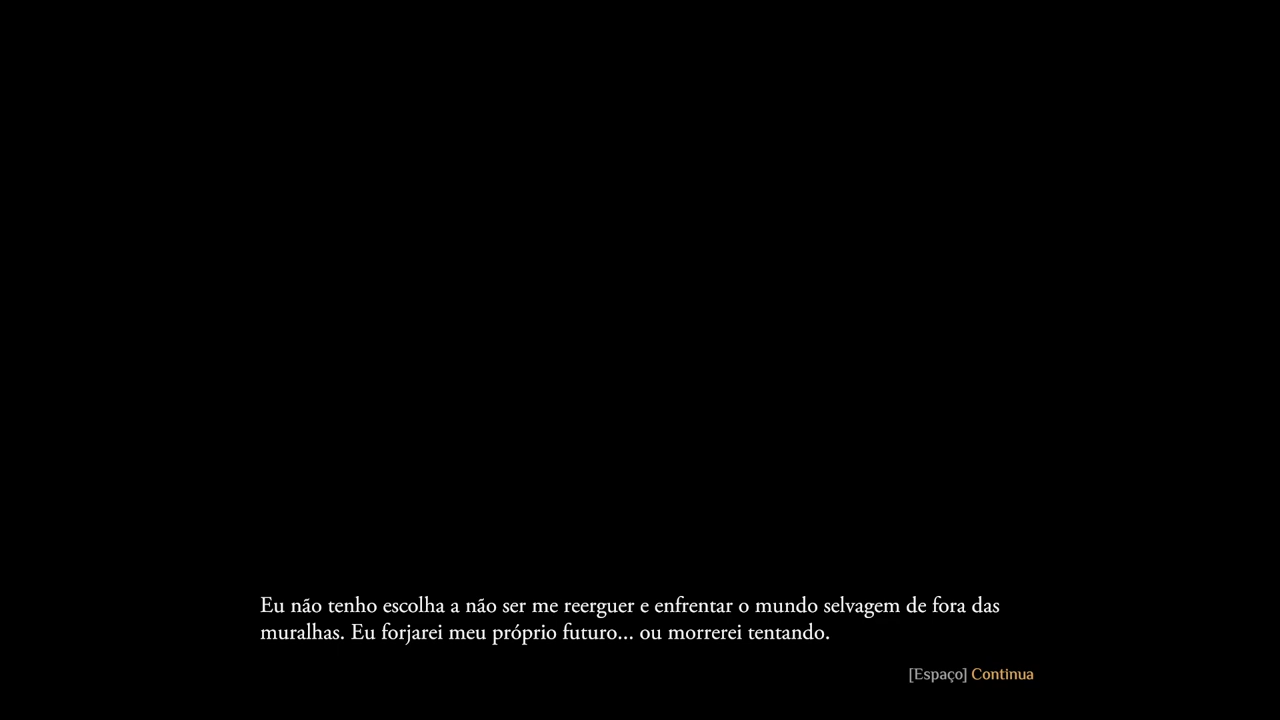 Eu não tenho escolha a não ser me reerguer e enfrentar o mundo selvagem de fora das
muralhas. Eu forjarei meu próprio futuro... ou morrerei tentando.
[Espaço] Continua